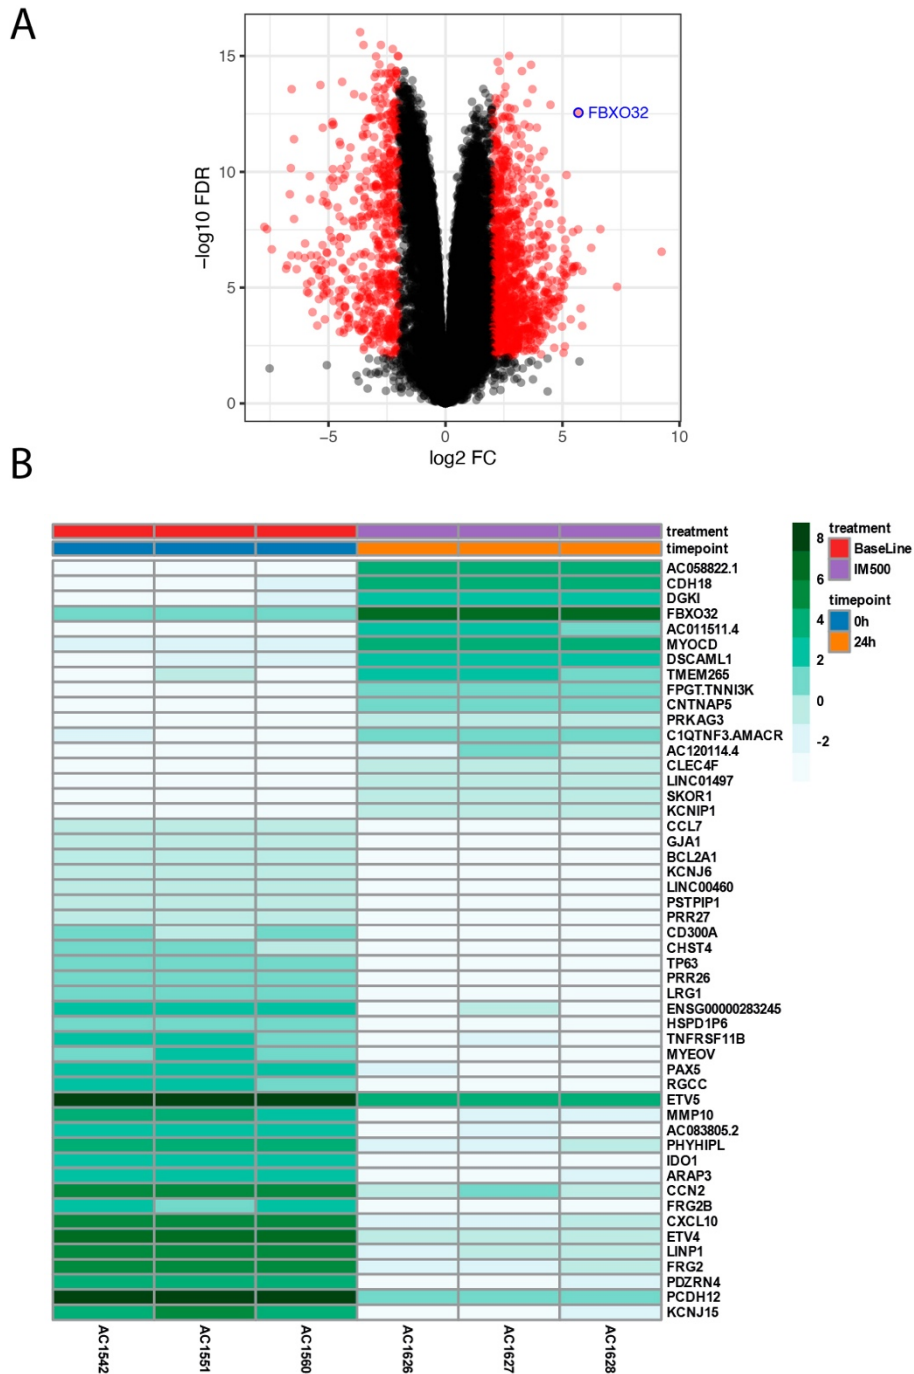 A
15
10
5
0
−log10 FDR
FBXO32
−5
0
5
10
log2 FC
B
treatment
timepoint
AC058822.1
CDH18
DGKI
FBXO32
AC011511.4
MYOCD
DSCAML1
TMEM265
FPGT.TNNI3K
CNTNAP5
PRKAG3
C1QTNF3.AMACR
AC120114.4
CLEC4F
LINC01497
SKOR1
KCNIP1
CCL7
GJA1
BCL2A1
KCNJ6
LINC00460
PSTPIP1
PRR27
CD300A
CHST4
TP63
PRR26
LRG1
ENSG00000283245
HSPD1P6
TNFRSF11B
MYEOV
PAX5
RGCC
ETV5
MMP10
AC083805.2
PHYHIPL
IDO1
ARAP3
CCN2
FRG2B
CXCL10
ETV4
LINP1
FRG2
PDZRN4
PCDH12
KCNJ15
AC1542
AC1551
AC1560
AC1626
AC1627
AC1628
8
6
4
2
0
-2
treatment
BaseLine
IM500
timepoint
0h
24h